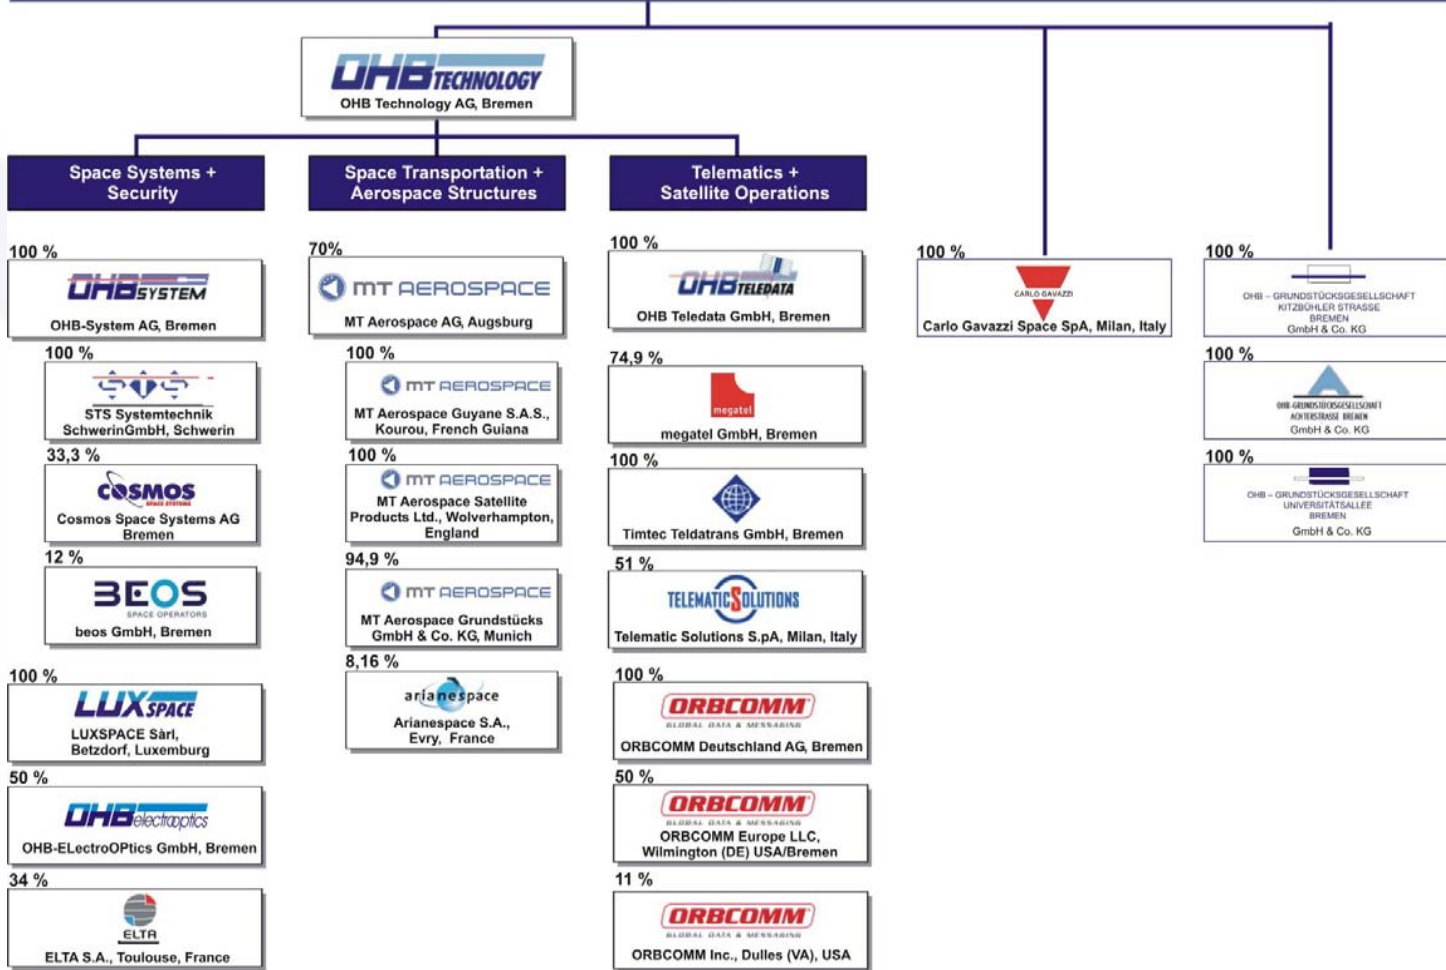 OHB TECHNOLOGY
OHB Technology AG, Bremen
Space Systems +
Security
100 %
OHB SYSTEM
OHB-System AG, Bremen
100 %
STS
STS Systemtechnik
SchwerinGmbH, Schwerin
33,3 %
COSMOS
SPACE SYSTEMS
Cosmos Space Systems AG
Bremen
12 %
BEOS
SPACE OPERATORS
beos GmbH, Bremen
100 %
LUXSPACE
LUXSPACE Sàrl,
Betzdorf, Luxemburg
50 %
OHB electrooptics
OHB-ELectroOPtics GmbH, Bremen
34 %
ELTA
ELTA S.A., Toulouse, France
Space Transportation +
Aerospace Structures
70%
MT AEROSPACE
MT Aerospace AG, Augsburg
100 %
MT AEROSPACE
MT Aerospace Guyane S.A.S.,
Kourou, French Guiana
100 %
MT AEROSPACE
MT Aerospace Satellite
Products Ltd., Wolverhampton,
England
94,9 %
MT AEROSPACE
MT Aerospace Grundstücks
GmbH & Co. KG, Munich
8,16 %
arianespace
Arianespace S.A.,
Evry, France
Telematics +
Satellite Operations
100 %
OHB TELEDATA
OHB Teledata GmbH, Bremen
74,9 %
megatel
megatel GmbH, Bremen
100 %
Timtec Teldatrans GmbH, Bremen
51 %
TELEMATICSOLUTIONS
Telematic Solutions S.pA, Milan, Italy
100 %
ORBCOMM
GLOBAL DATA & MESSAGING
ORBCOMM Deutschland AG, Bremen
50 %
ORBCOMM
GLOBAL DATA & MESSAGING
ORBCOMM Europe LLC,
Wilmington (DE) USA/Bremen
11 %
ORBCOMM
GLOBAL DATA & MESSAGING
ORBCOMM Inc., Dulles (VA), USA
100 %
CARLO GAVAZZI
Carlo Gavazzi Space SpA, Milan, Italy
100 %
OHB – GRUNDSTÜCKSGESELLSCHAFT
KITZBÜHLER STRASSE
BREMEN
GmbH & Co. KG
100 %
OHB-GRUNDSTÜCKSGESELLSCHAFT
ACHTERSTRASSE BREMEN
GmbH & Co. KG
100 %
OHB – GRUNDSTÜCKSGESELLSCHAFT
UNIVERSITÄTSALLEE
BREMEN
GmbH & Co. KG